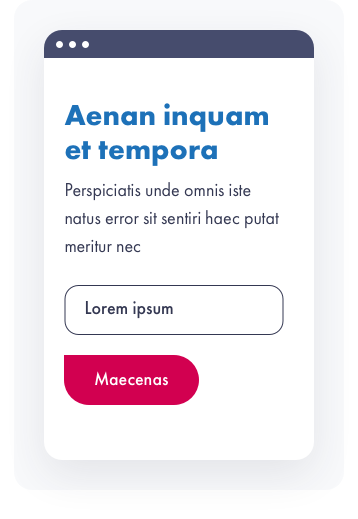 Aenan inquam
et tempora
Perspiciatis unde omnis iste
natus error sit sentiri haec putat
meritur nec
Lorem ipsum
Maecenas